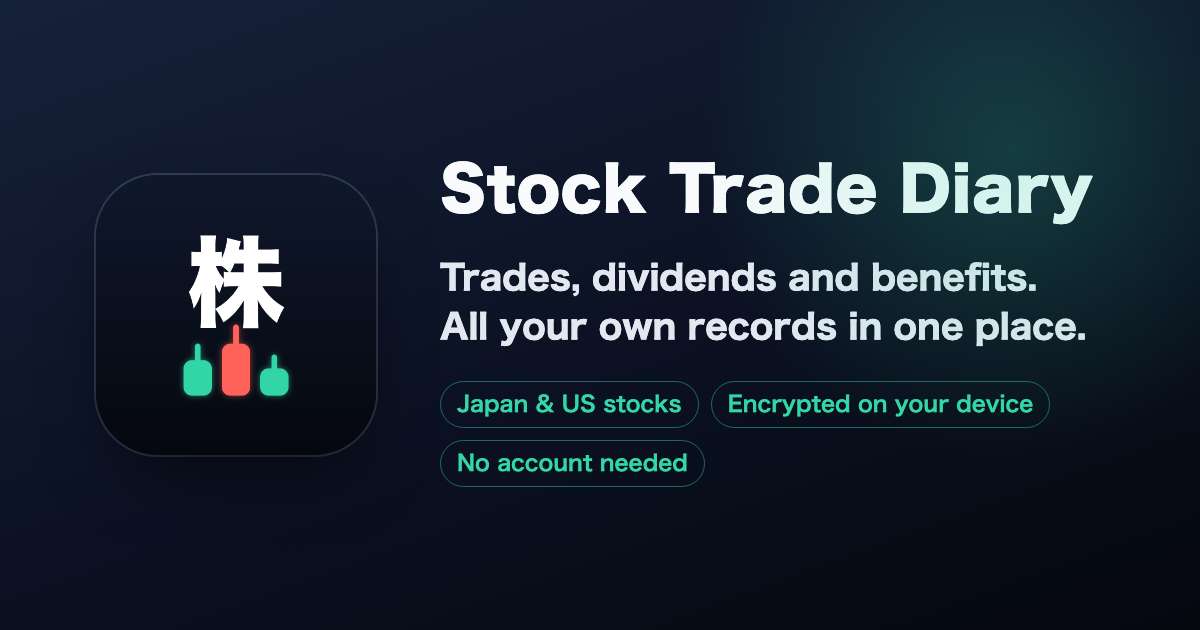 株
Stock Trade Diary
Trades, dividends and benefits.
All your own records in one place.
Japan & US stocks
Encrypted on your device
No account needed